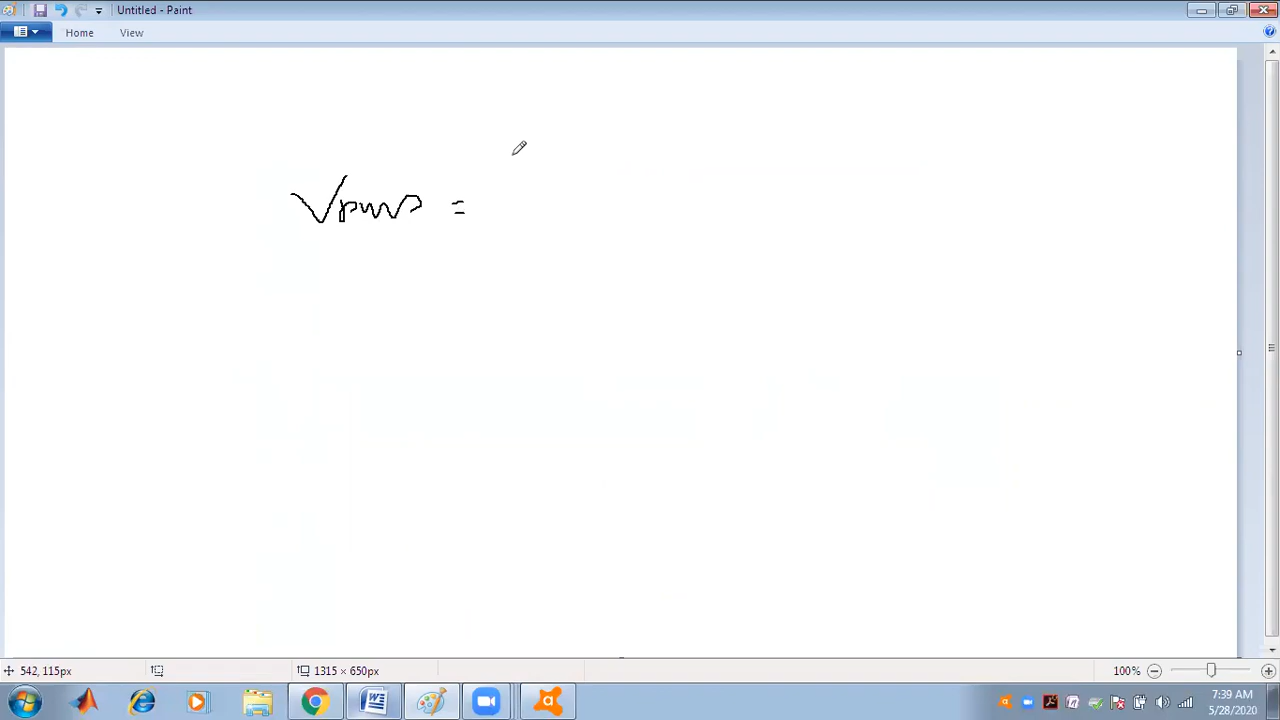 Untitled - Paint
Home View
Vrms =
542, 115px
1315 × 650px
100%
7:39 AM
5/28/2020